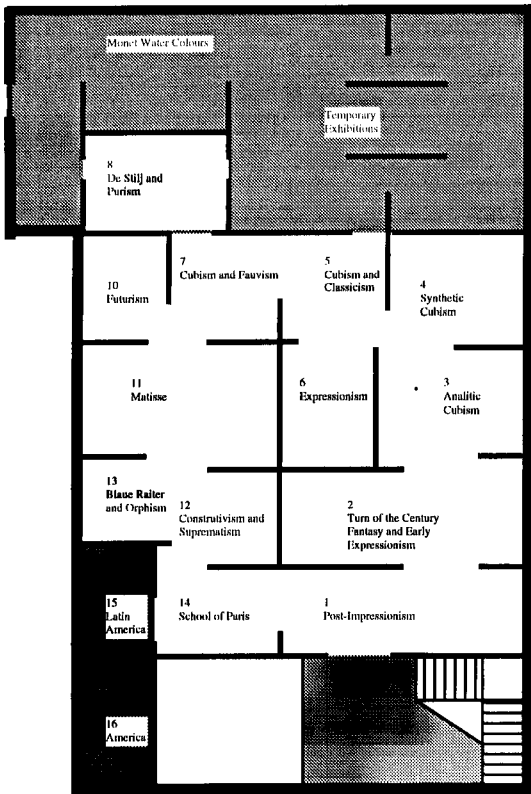 Monet Water Colours
Temporary
Exhibitions
8
De Stilj and
Purism
7
Cubism and Fauvism
5
Cubism and
Classicism
4
Synthetic
Cubism
10
Futurism
11
Matisse
6
Expressionism
3
Analitic
Cubism
13
Blaue Raiter
and Orphism
12
Construtivism and
Suprematism
2
Turn of the Century
Fantasy and Early
Expressionism
15
Latin
America
14
School of Paris
1
Post-Impressionism
16
America